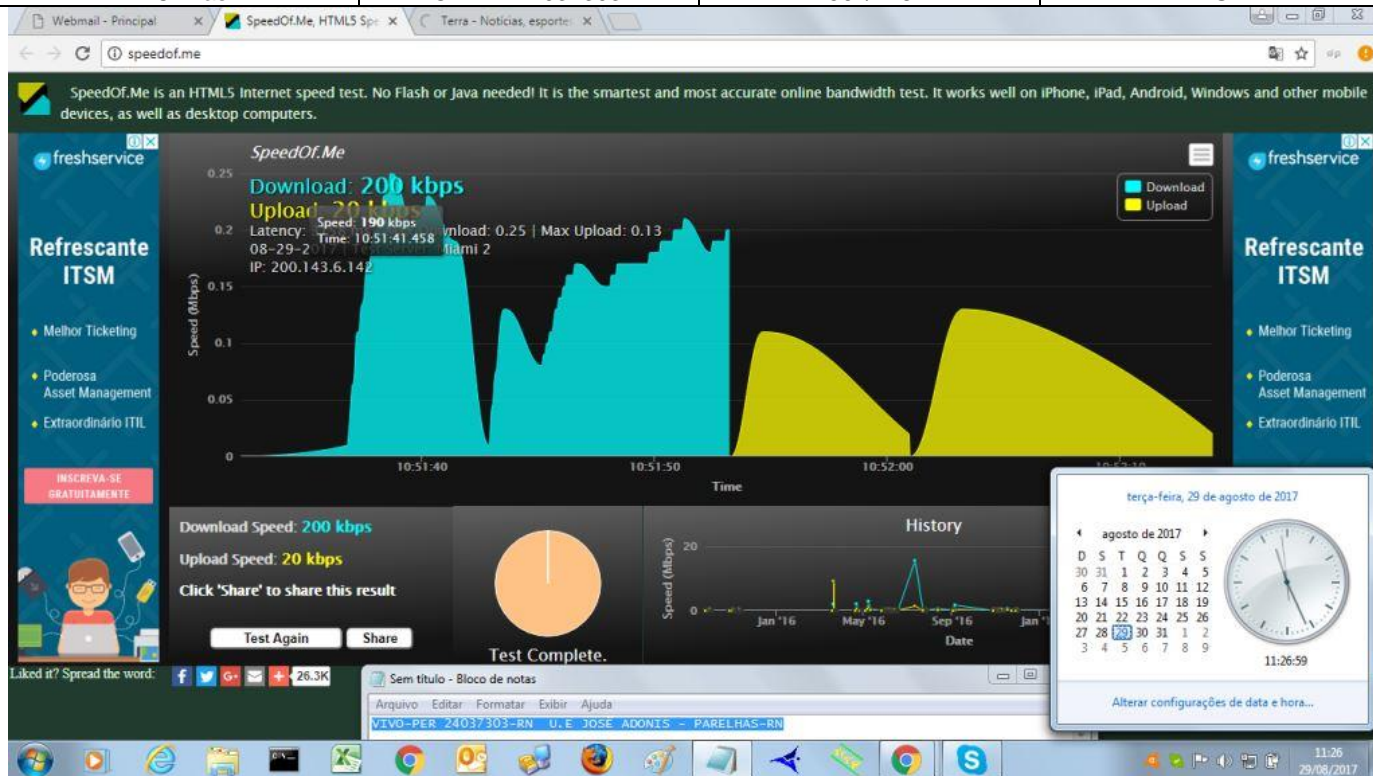 Webmail - Principal
SpeedOf.Me, HTML5 Spe
Terra - Notícias, esportes
speedof.me
SpeedOf.Me is an HTML5 Internet speed test. No Flash or Java needed! It is the smartest and most accurate online bandwidth test. It works well on iPhone, iPad, Android, Windows and other mobile
devices, as well as desktop computers.
freshservice
Refrescante
ITSM
Melhor Ticketing
Poderosa
Asset Management
Extraordinário ITIL
INSCREVA-SE
GRATUITAMENTE
SpeedOf.Me
Download: 200 kbps
Upload: 20 kbps
Latency: wnload: 0.25 | Max Upload: 0.13
08-29-2 Miami 2
IP: 200.143.6.142
Speed: 190 kbps
Time: 10:51:41.458
Download
Upload
Speed (Mbps)
0.25
0.2
0.15
0.1
0.05
0
10:51:40
10:51:50
10:52:00
10:52:10
Time
freshservice
Refrescante
ITSM
Melhor Ticketing
Poderosa
Asset Management
Extraordinário ITIL
Download Speed: 200 kbps
Upload Speed: 20 kbps
Click 'Share' to share this result
Test Again
Share
Test Complete.
History
Speed (Mbps)
20
0
Jan '16
May '16
Sep '16
Jan '1
Date
terça-feira, 29 de agosto de 2017
agosto de 2017
D S T Q Q S S
30 31 1 2 3 4 5
6 7 8 9 10 11 12
13 14 15 16 17 18 19
20 21 22 23 24 25 26
27 28 29 30 31 1 2
3 4 5 6 7 8 9
11:26:59
Alterar configurações de data e hora...
Liked it? Spread the word:
26.3K
Sem título - Bloco de notas
Arquivo Editar Formatar Exibir Ajuda
VIVO-PER 24037303-RN U.E JOSÉ ADONIS - PARELHAS-RN
11:26
29/08/2017